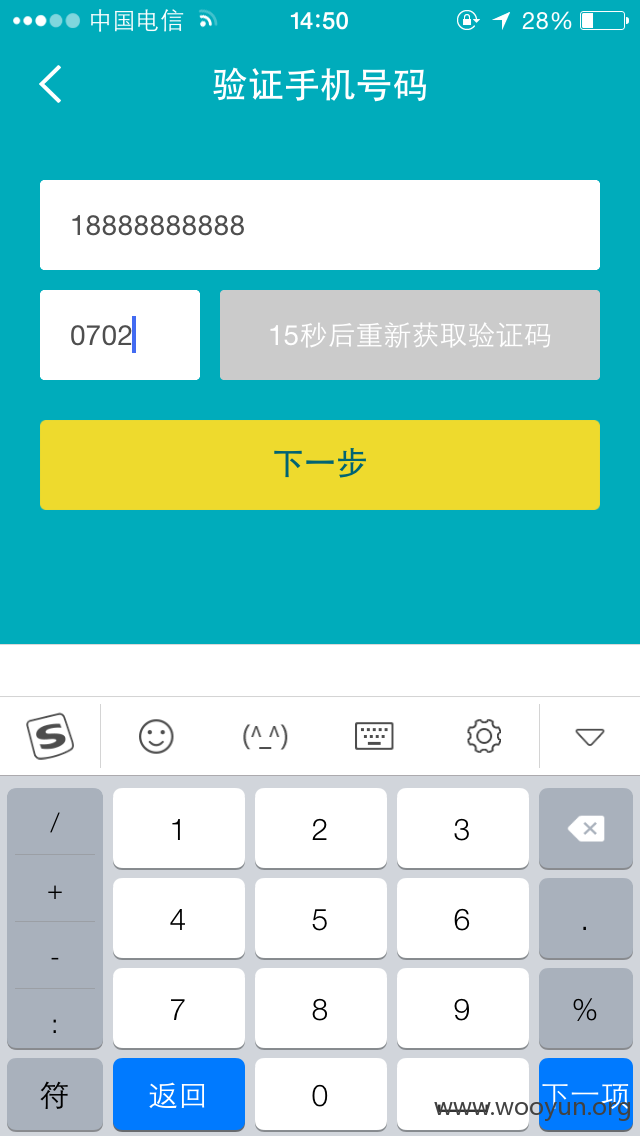 中国电信 14:50 28%
验证手机号码
18888888888
0702 15秒后重新获取验证码
下一步
S (^_^)
/ 1 2 3
+ 4 5 6 .
- 7 8 9 %
:
符 返回 0 下一项
www.wooyun.org